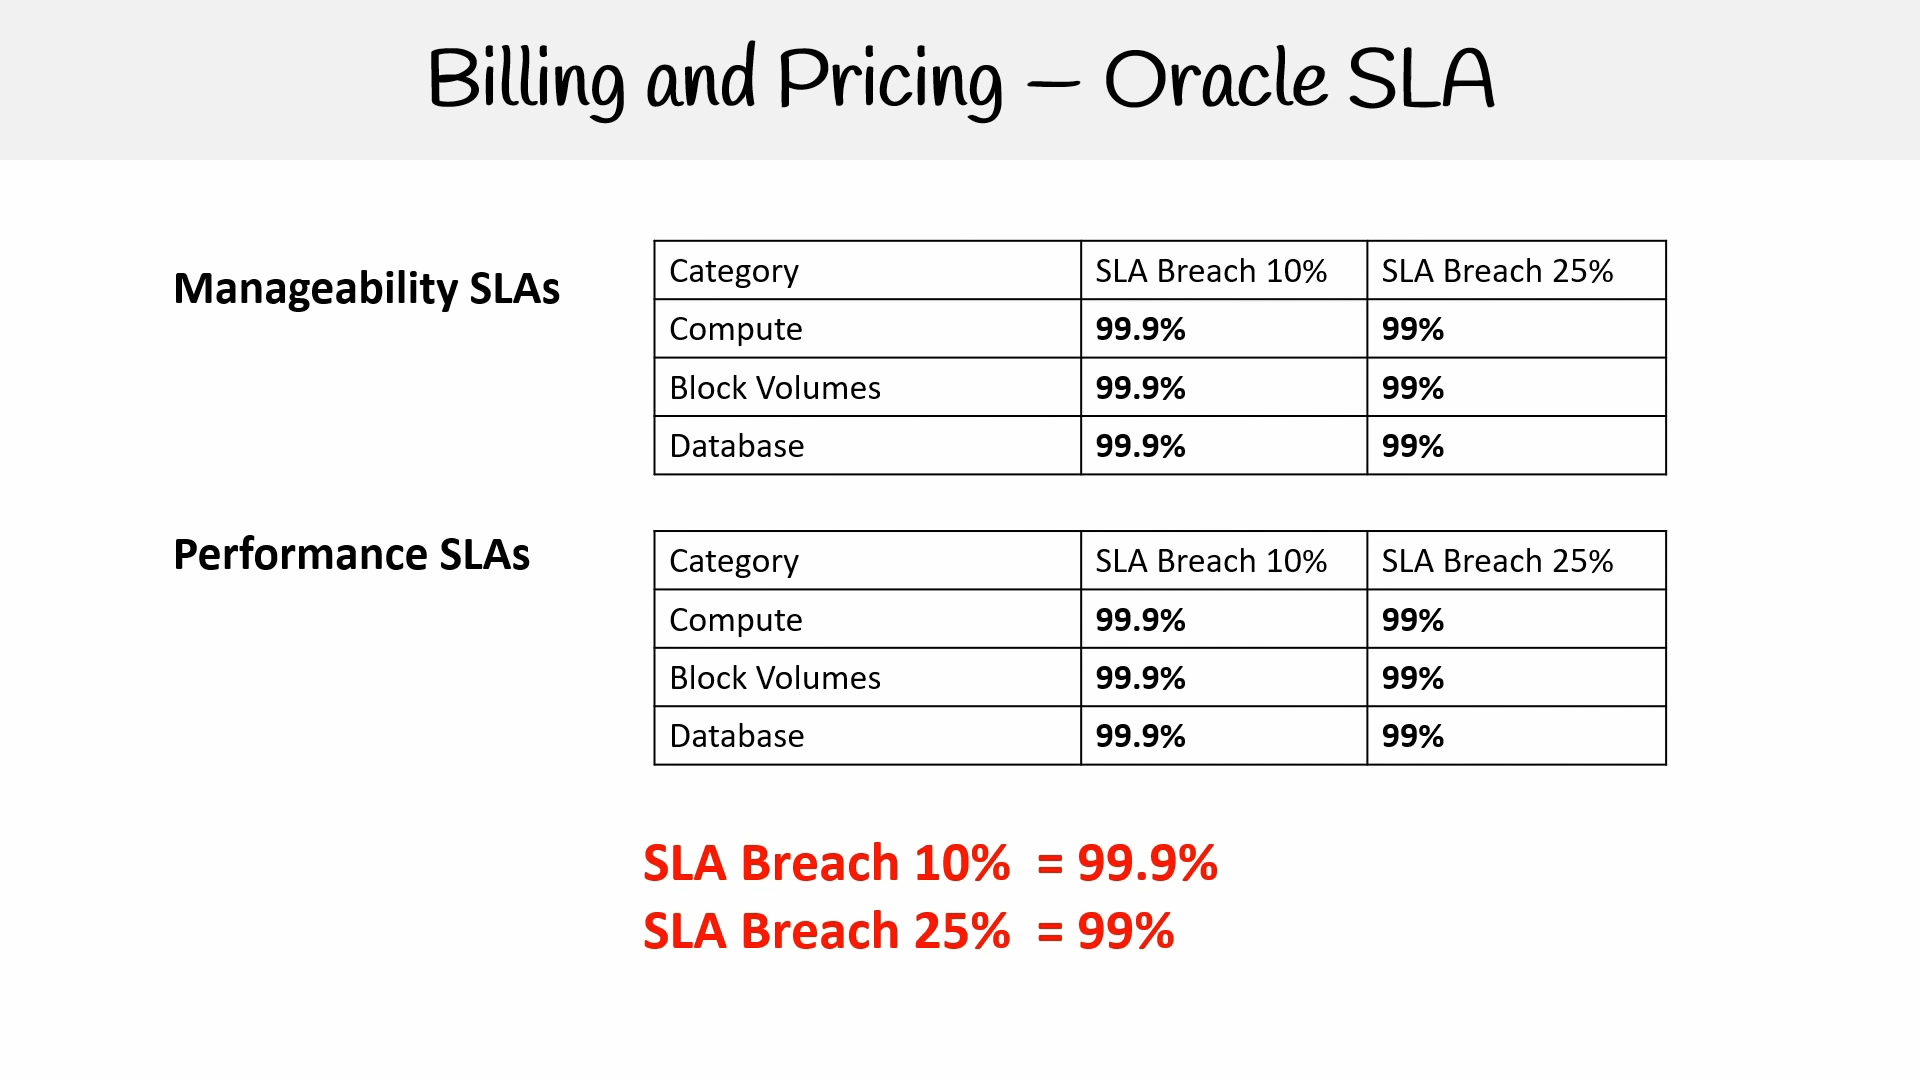 Billing and Pricing – Oracle SLA
Manageability SLAs
Category SLA Breach 10% SLA Breach 25%
Compute 99.9% 99%
Block Volumes 99.9% 99%
Database 99.9% 99%
Performance SLAs
Category SLA Breach 10% SLA Breach 25%
Compute 99.9% 99%
Block Volumes 99.9% 99%
Database 99.9% 99%
SLA Breach 10% = 99.9%
SLA Breach 25% = 99%